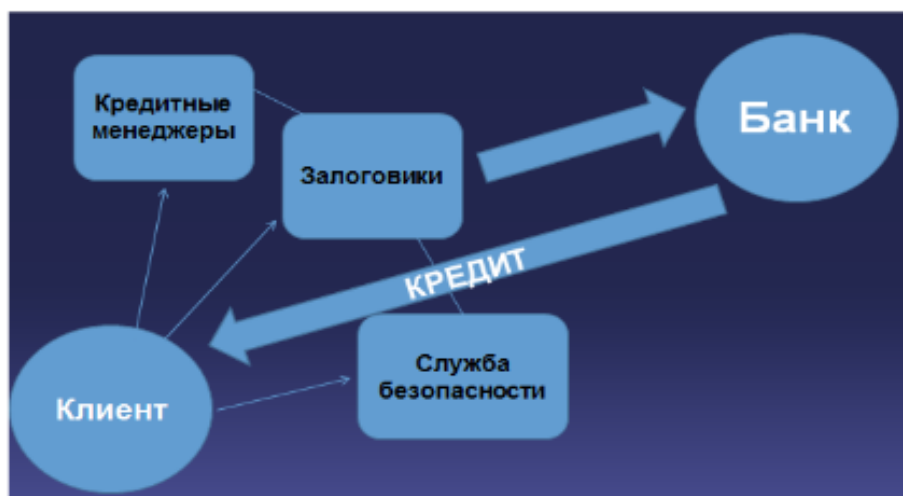 Кредитные
менеджеры
Банк
Залоговики
КРЕДИТ
Служба
безопасности
Клиент